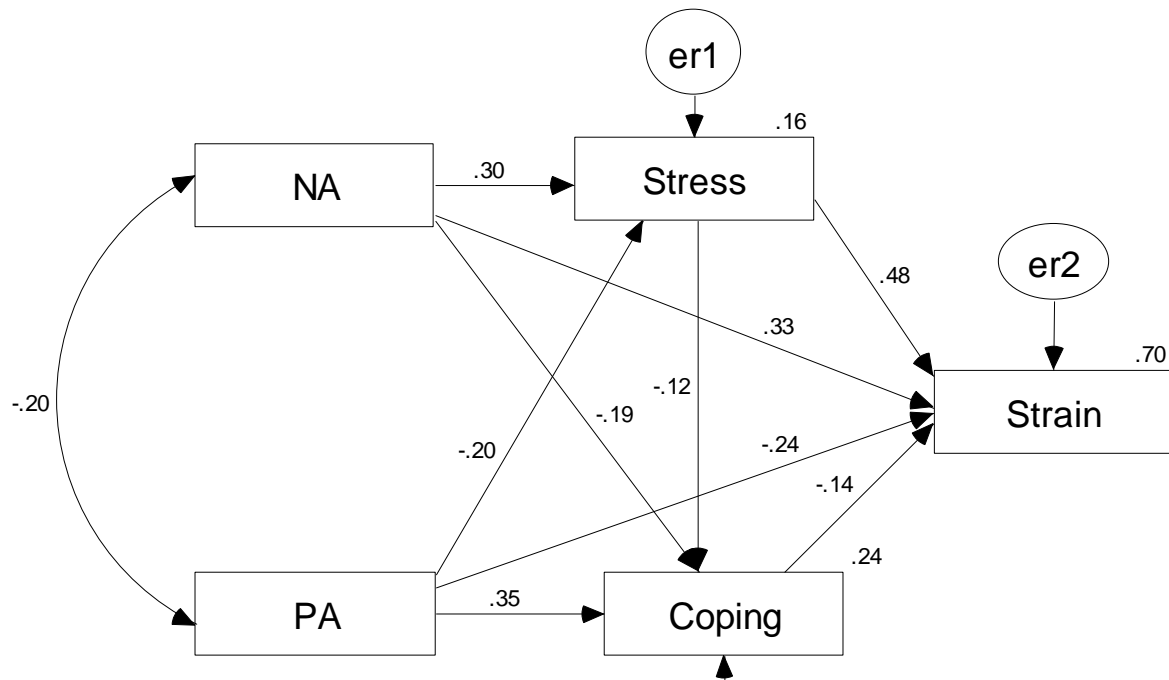 er1
.16
NA
.30
Stress
er2
.48
.33
.70
-.20
-.12
Strain
-.19
-.20
-.24
-.14
.24
PA
.35
Coping